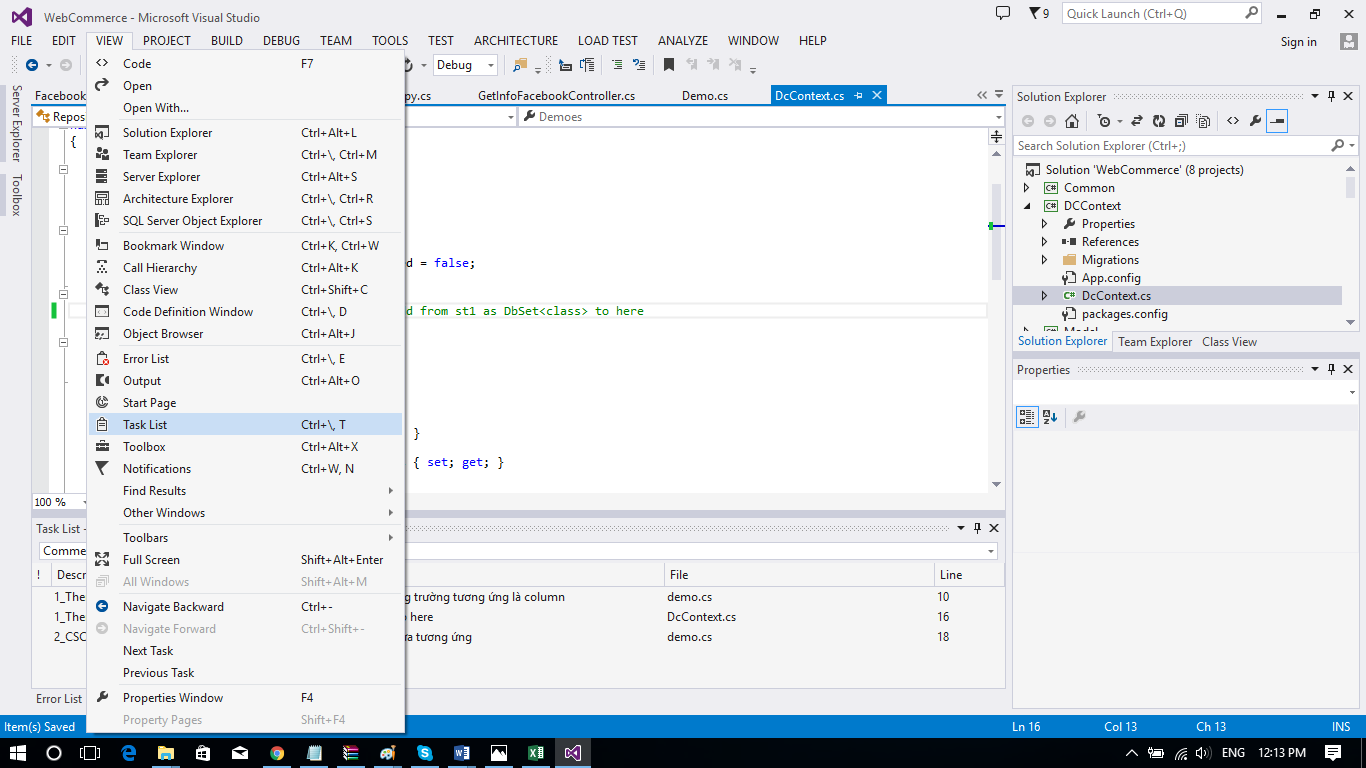 WebCommerce - Microsoft Visual Studio
9
Quick Launch (Ctrl+Q)
FILE EDIT VIEW PROJECT BUILD DEBUG TEAM TOOLS TEST ARCHITECTURE LOAD TEST ANALYZE WINDOW HELP
Sign in
Debug
Server Explorer
Toolbox
Facebook
py.cs
GetInfoFacebookController.cs
Demo.cs
DcContext.cs
Repos
Demoes
{
d = false;
d from st1 as DbSet<class> to here
}
{ set; get; }
100 %
Code F7
Open
Open With...
Solution Explorer Ctrl+Alt+L
Team Explorer Ctrl+\, Ctrl+M
Server Explorer Ctrl+Alt+S
Architecture Explorer Ctrl+\, Ctrl+R
SQL Server Object Explorer Ctrl+\, Ctrl+S
Bookmark Window Ctrl+K, Ctrl+W
Call Hierarchy Ctrl+Alt+K
Class View Ctrl+Shift+C
Code Definition Window Ctrl+\, D
Object Browser Ctrl+Alt+J
Error List Ctrl+\, E
Output Ctrl+Alt+O
Start Page
Task List Ctrl+\, T
Toolbox Ctrl+Alt+X
Notifications Ctrl+W, N
Find Results
Other Windows
Toolbars
Full Screen Shift+Alt+Enter
All Windows Shift+Alt+M
Navigate Backward Ctrl+-
Navigate Forward Ctrl+Shift+-
Next Task
Previous Task
Properties Window F4
Property Pages Shift+F4
Solution Explorer
Search Solution Explorer (Ctrl+;)
Solution 'WebCommerce' (8 projects)
Common
DCContext
Properties
References
Migrations
App.config
DcContext.cs
packages.config
Solution Explorer Team Explorer Class View
Properties
Task List -
Comme
! Descr File Line
1_The g trường tương ứng là column demo.cs 10
1_The here DcContext.cs 16
2_CSC ra tương ứng demo.cs 18
Error List
Item(s) Saved Ln 16 Col 13 Ch 13 INS
ENG 12:13 PM